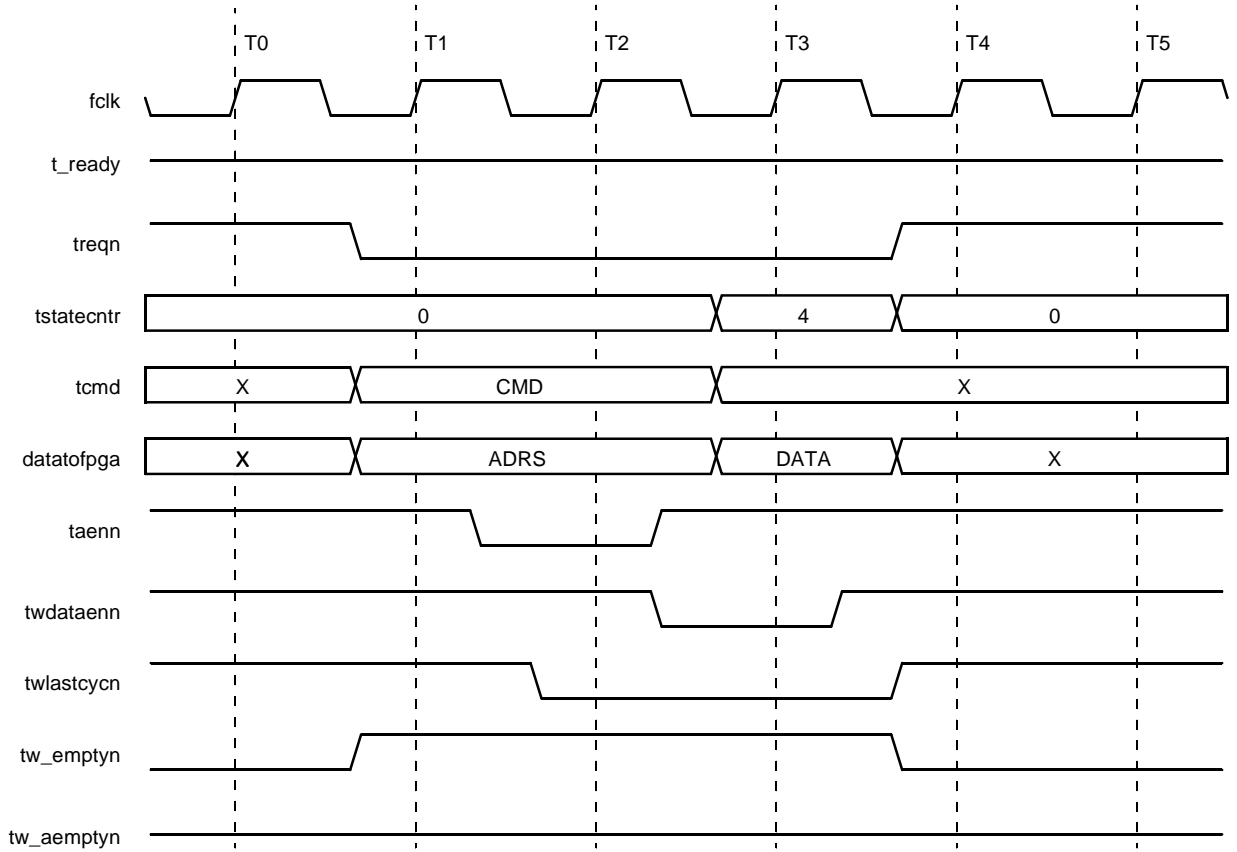 T0 T1 T2 T3 T4 T5
fclk
t_ready
treqn
tstatecntr 0 4 0
tcmd X CMD X
datatofpga X ADRS DATA X
taenn
twdataenn
twlastcycn
tw_emptyn
tw_aemptyn